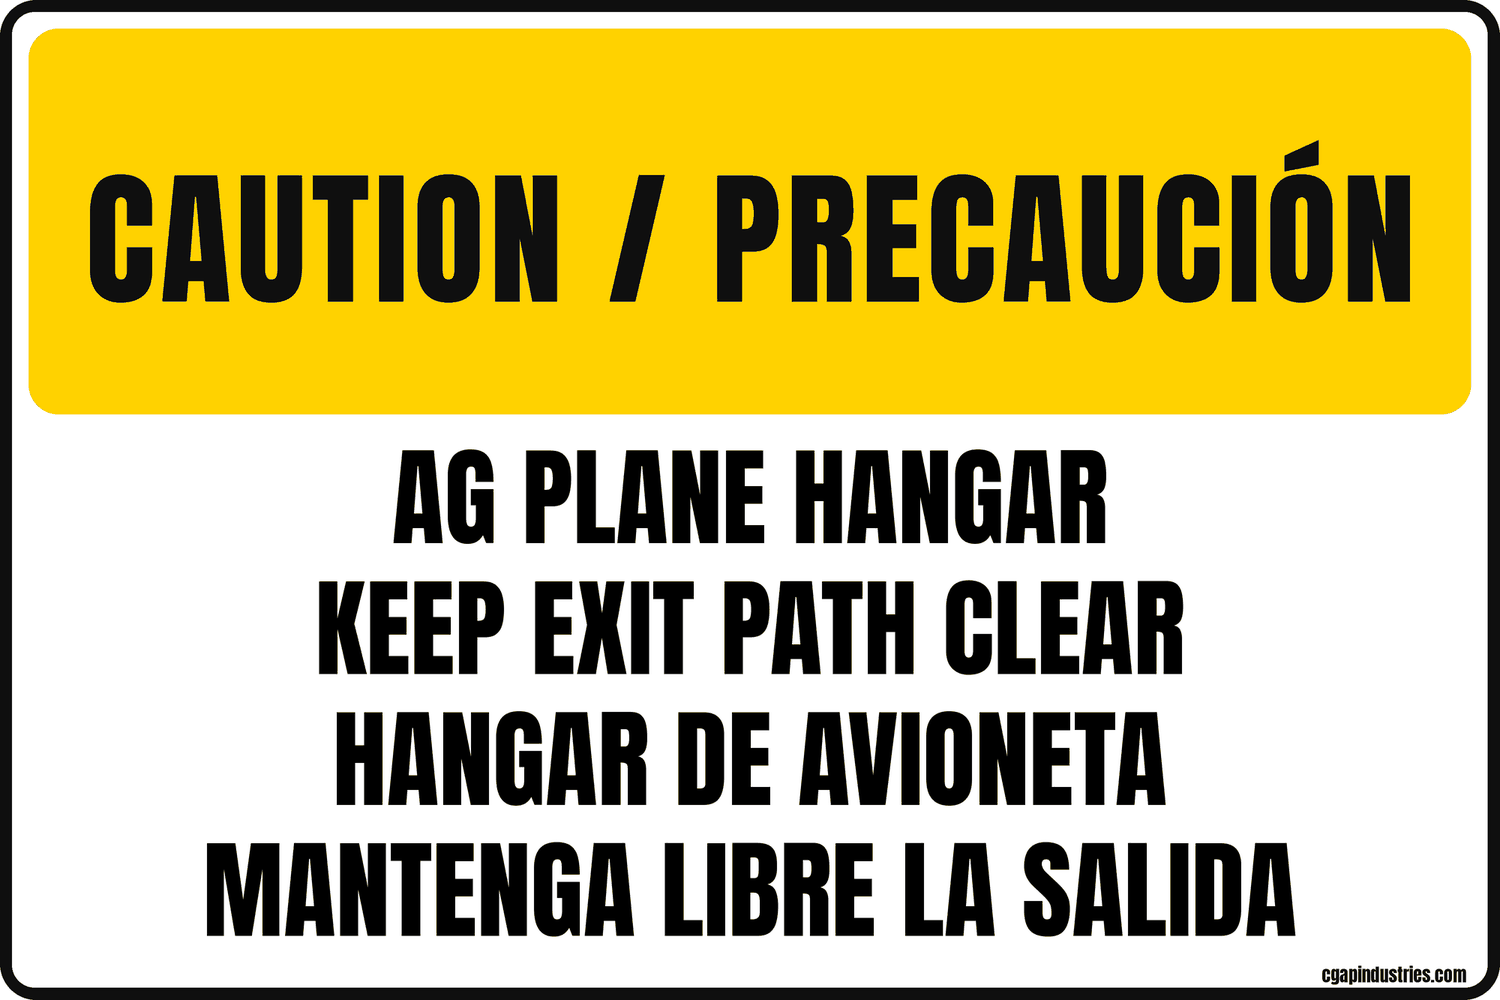 CAUTION / PRECAUCIÓN
AG PLANE HANGAR
KEEP EXIT PATH CLEAR
HANGAR DE AVIONETA
MANTENGA LIBRE LA SALIDA
cgapindustries.com